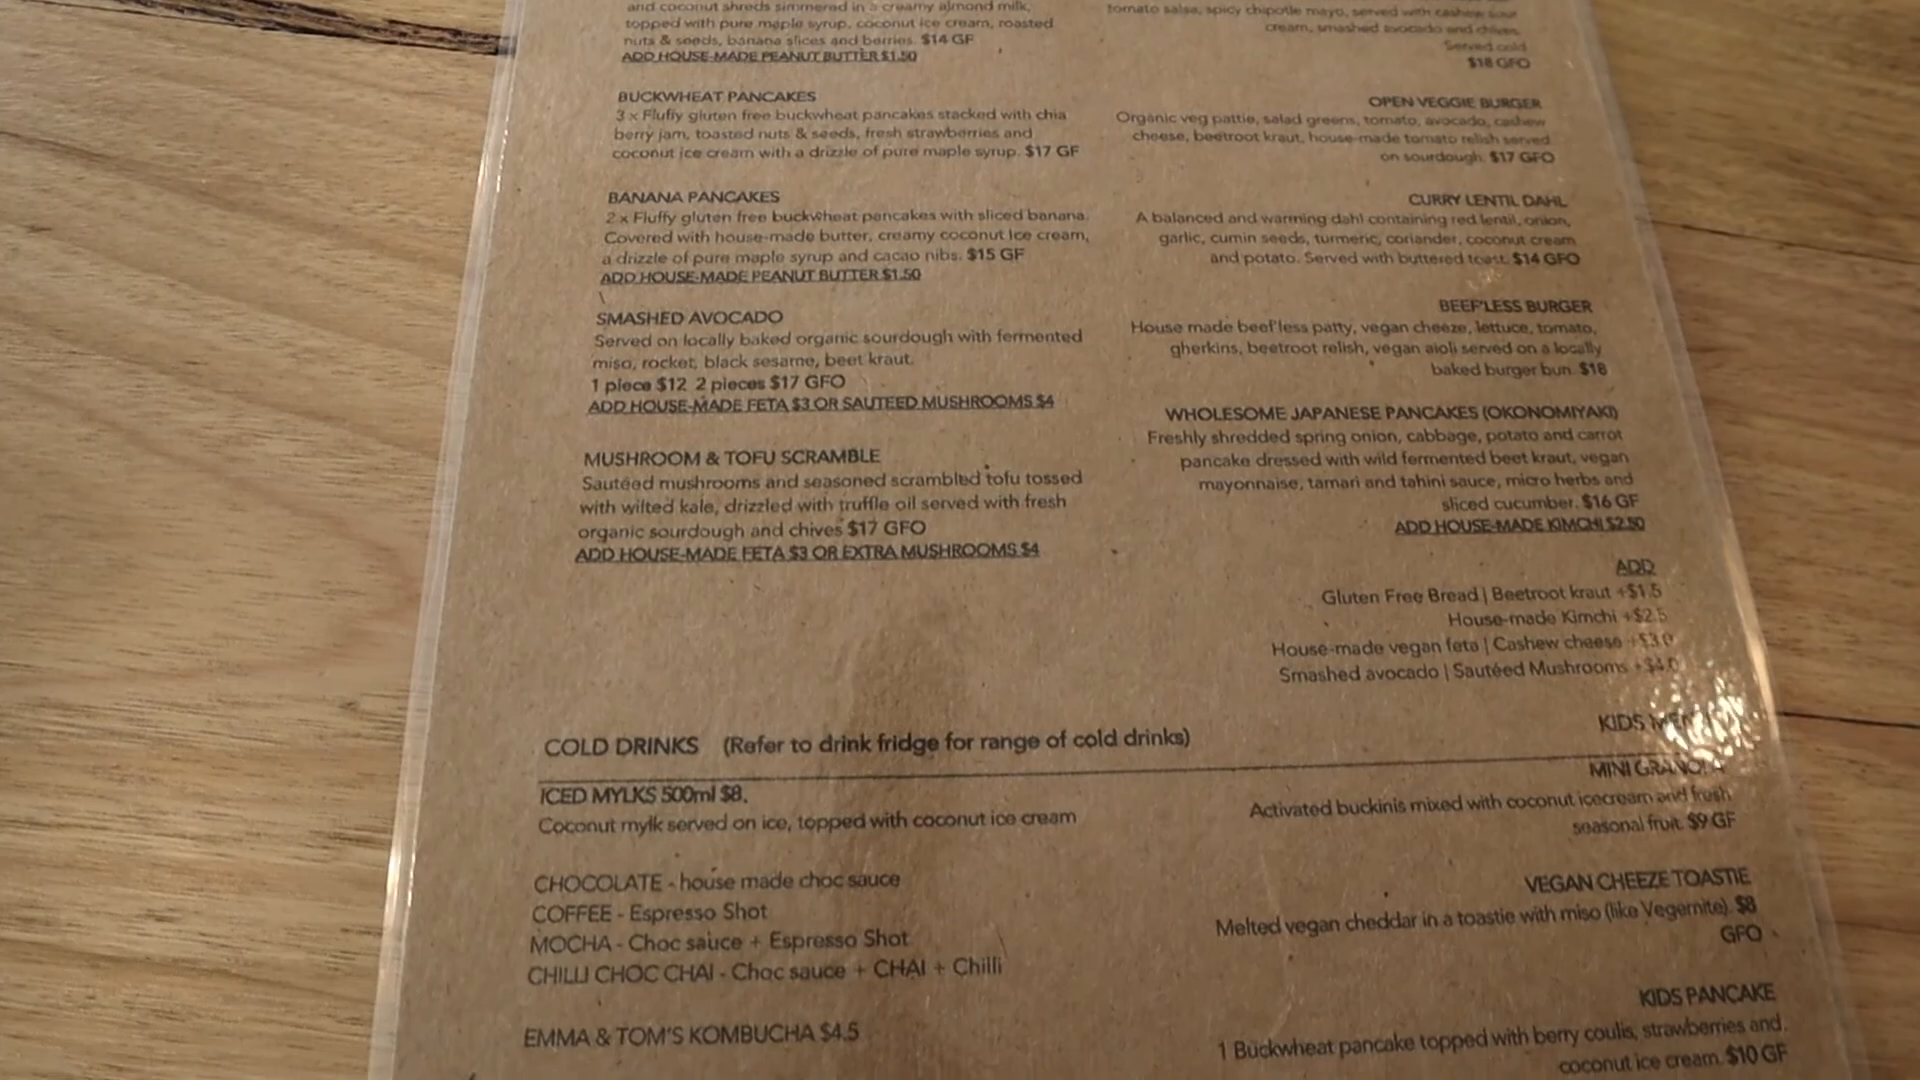 and coconut shreds simmered in a creamy almond milk,
topped with pure maple syrup, coconut ice cream, roasted
nuts & seeds, banana slices and berries. $14 GF
ADD HOUSE-MADE PEANUT BUTTER $1.50
BUCKWHEAT PANCAKES
3 x Fluffy gluten free buckwheat pancakes stacked with chia
berry jam, toasted nuts & seeds, fresh strawberries and
coconut ice cream with a drizzle of pure maple syrup. $17 GF
BANANA PANCAKES
2 x Fluffy gluten free buckwheat pancakes with sliced banana.
Covered with house-made butter, creamy coconut Ice cream,
a drizzle of pure maple syrup and cacao nibs. $15 GF
ADD HOUSE-MADE PEANUT BUTTER $1.50
SMASHED AVOCADO
Served on locally baked organic sourdough with fermented
miso, rocket, black sesame, beet kraut.
1 piece $12 2 pieces $17 GFO
ADD HOUSE-MADE FETA $3 OR SAUTEED MUSHROOMS $4
MUSHROOM & TOFU SCRAMBLE
Sautéed mushrooms and seasoned scrambled tofu tossed
with wilted kale, drizzled with truffle oil served with fresh
organic sourdough and chives $17 GFO
ADD HOUSE-MADE FETA $3 OR EXTRA MUSHROOMS $4
tomato salsa, spicy chipotle mayo, served with cashew sour
cream, smashed avocado and chives.
Served cold
$18 GFO
OPEN VEGGIE BURGER
Organic veg pattie, salad greens, tomato, avocado, cashew
cheese, beetroot kraut, house-made tomato relish served
on sourdough. $17 GFO
CURRY LENTIL DAHL
A balanced and warming dahl containing red lentil, onion,
garlic, cumin seeds, turmeric, coriander, coconut cream
and potato. Served with buttered toast. $14 GFO
BEEF'LESS BURGER
House made beef'less patty, vegan cheeze, lettuce, tomato,
gherkins, beetroot relish, vegan aioli served on a locally
baked burger bun. $18
WHOLESOME JAPANESE PANCAKES (OKONOMIYAKI)
Freshly shredded spring onion, cabbage, potato and carrot
pancake dressed with wild fermented beet kraut, vegan
mayonnaise, tamari and tahini sauce, micro herbs and
sliced cucumber. $16 GF
ADD HOUSE-MADE KIMCHI $2.50
ADD
Gluten Free Bread | Beetroot kraut +$1.5
House-made Kimchi +$2.5
House-made vegan feta | Cashew cheese +$3.0
Smashed avocado | Sautéed Mushrooms +$4.0
COLD DRINKS (Refer to drink fridge for range of cold drinks)
ICED MYLKS 500ml $8.
Coconut mylk served on ice, topped with coconut ice cream
CHOCOLATE - house made choc sauce
COFFEE - Espresso Shot
MOCHA - Choc sauce + Espresso Shot
CHILLI CHOC CHAI - Choc sauce + CHAI + Chilli
EMMA & TOM'S KOMBUCHA $4.5
KIDS
MINI GRANOLA
Activated buckinis mixed with coconut icecream and fresh
seasonal fruit. $9 GF
VEGAN CHEEZE TOASTIE
Melted vegan cheddar in a toastie with miso (like Vegemite). $8
GFO
KIDS PANCAKE
1 Buckwheat pancake topped with berry coulis, strawberries and
coconut ice cream. $10 GF